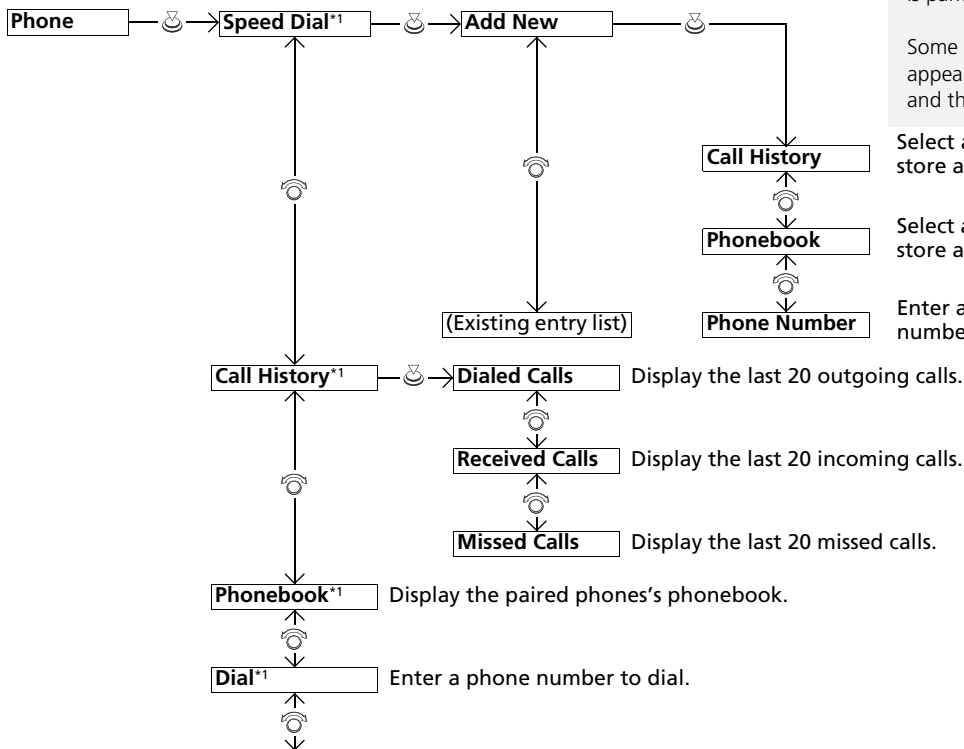 Phone
Speed Dial*1
Add New
Some
appea
and th
Call History
Select a
store a
Phonebook
Select a
store a
(Existing entry list)
Phone Number
Enter a
numbe
Call History*1
Dialed Calls
Display the last 20 outgoing calls.
Received Calls
Display the last 20 incoming calls.
Missed Calls
Display the last 20 missed calls.
Phonebook*1
Display the paired phones's phonebook.
Dial*1
Enter a phone number to dial.